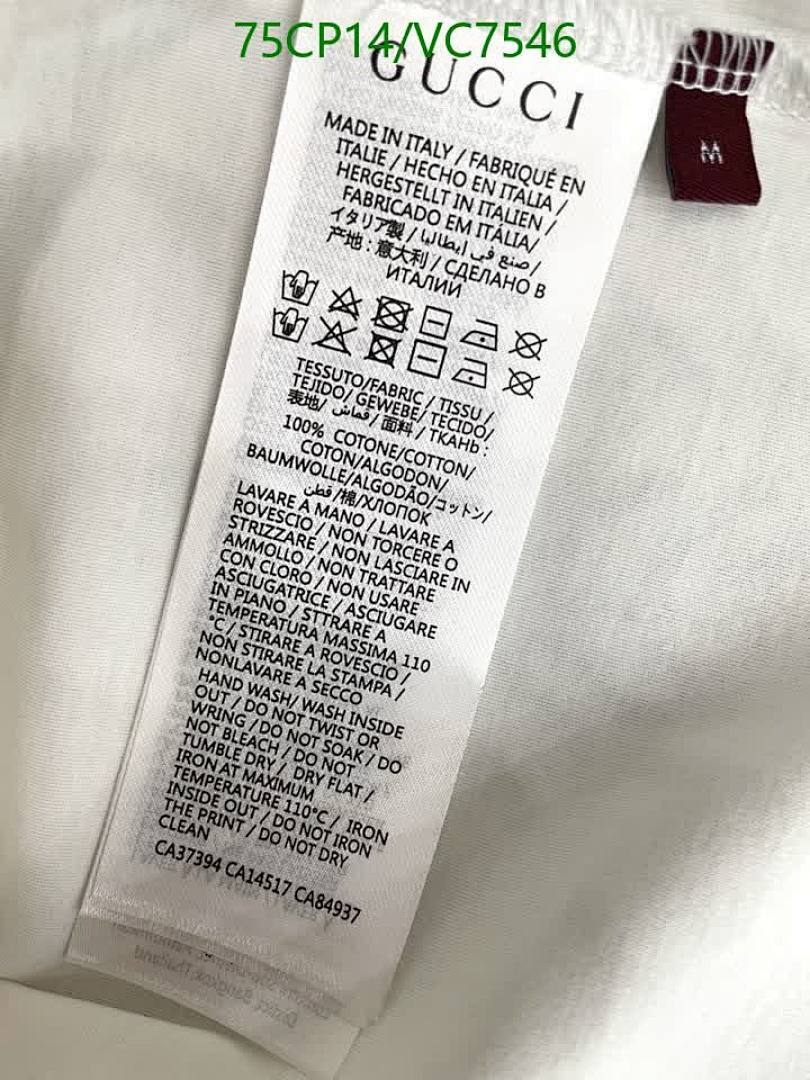 75CP14/VC7546
GUCCI
M
MADE IN ITALY / FABRIQUÉ EN
ITALIE / HECHO EN ITALIA /
HERGESTELLT IN ITALIEN /
FABRICADO EM ITÁLIA/
イタリア製 / صنع في إيطاليا /
产地 : 意大利 / СДЕЛАНО В
ИТАЛИИ
TESSUTO/FABRIC / TISSU /
TEJIDO/ GEWEBE/ TECIDO/
表地/ قماش / 面料 / ТКАНЬ :
100% COTONE/COTTON/
COTON/ALGODON/
BAUMWOLLE/ALGODÃO/コットン/
قطن /棉/ХЛОПОК
LAVARE A MANO / LAVARE A
ROVESCIO / NON TORCERE O
STRIZZARE / NON LASCIARE IN
AMMOLLO / NON TRATTARE
CON CLORO / NON USARE
ASCIUGATRICE / ASCIUGARE
IN PIANO / STTRARE A
TEMPERATURA MASSIMA 110
°C / STIRARE A ROVESCIO /
NON STIRARE LA STAMPA /
NONLAVARE A SECCO
HAND WASH/ WASH INSIDE
OUT / DO NOT TWIST OR
WRING / DO NOT SOAK / DO
NOT BLEACH / DO NOT
TUMBLE DRY / DRY FLAT /
IRON AT MAXIMUM
TEMPERATURE 110°C / IRON
INSIDE OUT / DO NOT IRON
THE PRINT / DO NOT DRY
CLEAN
CA37394 CA14517 CA84937